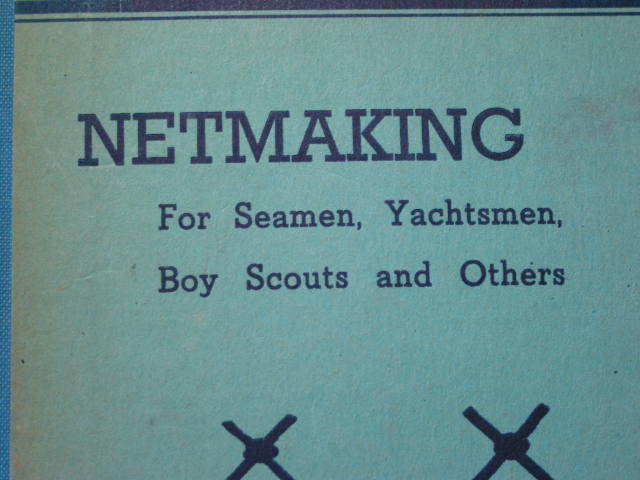 NETMAKING
For Seamen, Yachtsmen,
Boy Scouts and Others